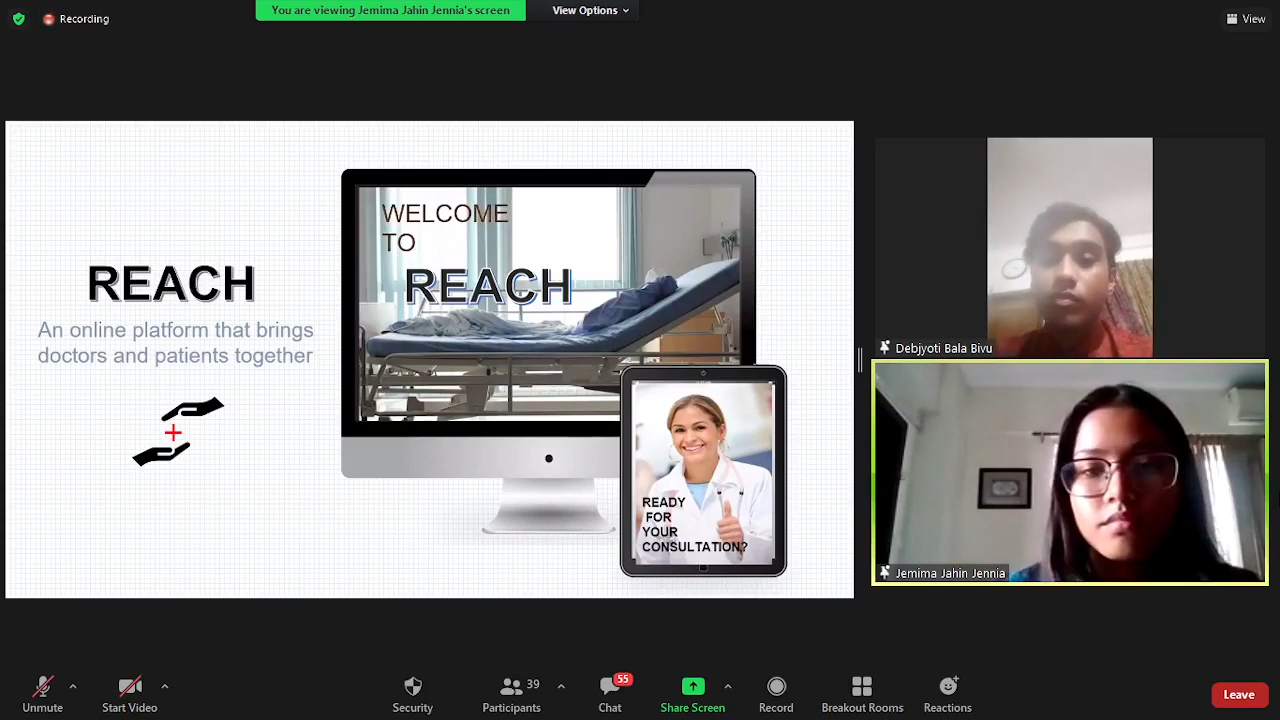 Recording
You are viewing Jemima Jahin Jennia's screen
View Options
View
REACH
An online platform that brings
doctors and patients together
WELCOME
TO
REACH
READY
FOR
YOUR
CONSULTATION?
Debjyoti Bala Bivu
Jemima Jahin Jennia
Unmute
Start Video
Security
39
Participants
55
Chat
Share Screen
Record
Breakout Rooms
Reactions
Leave